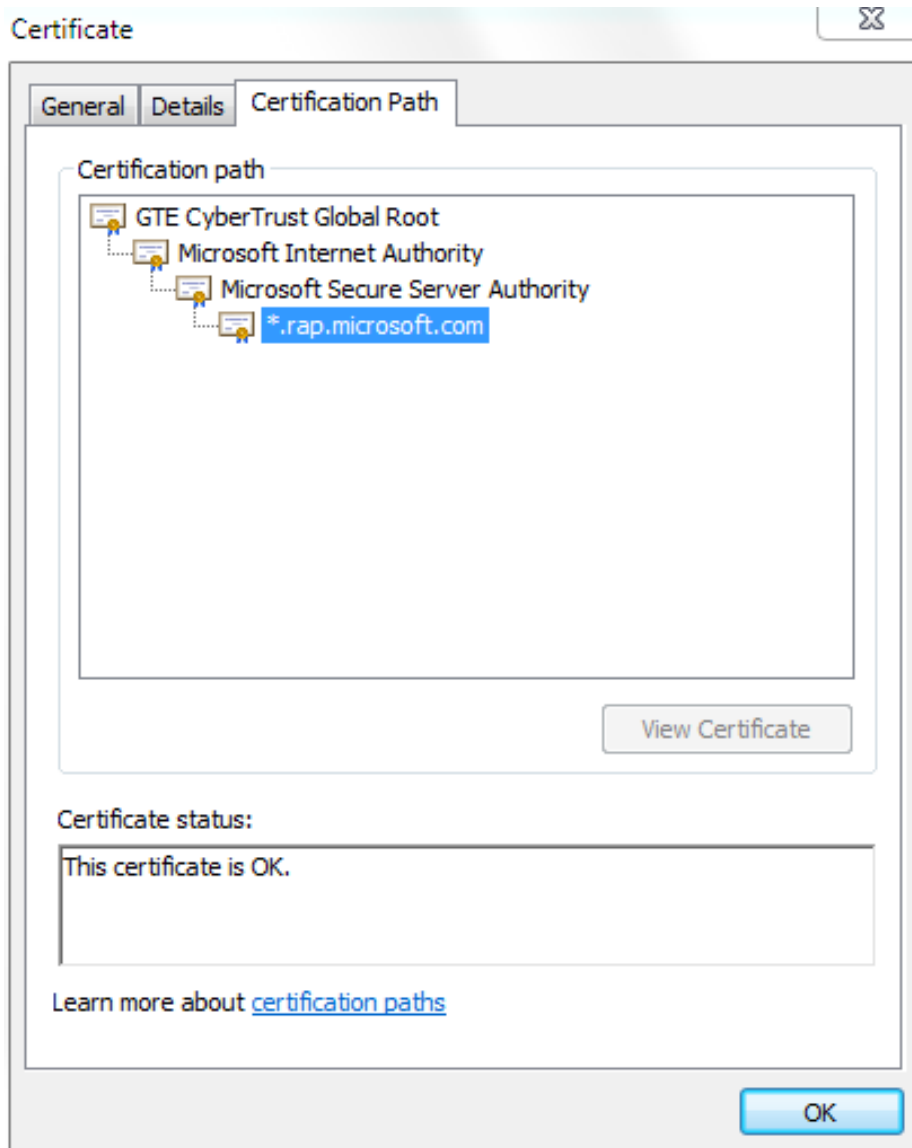 Certificate
General Details Certification Path
Certification path
GTE CyberTrust Global Root
Microsoft Internet Authority
Microsoft Secure Server Authority
*.rap.microsoft.com
View Certificate
Certificate status:
This certificate is OK.
Learn more about certification paths
OK